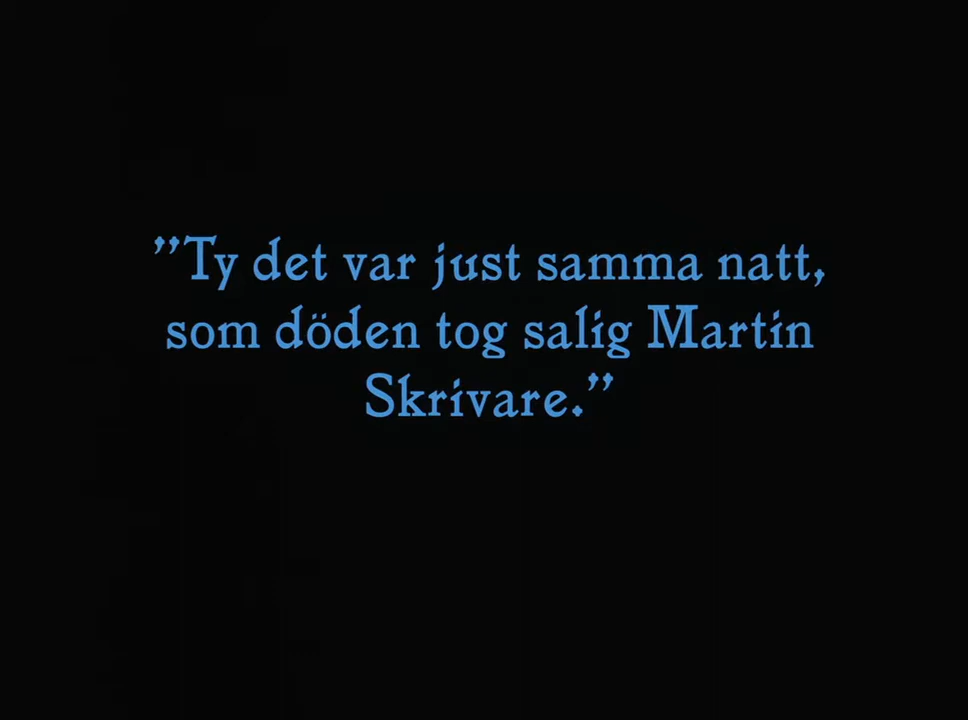 ”Ty det var just samma natt,
som döden tog salig Martin
Skrivare.”